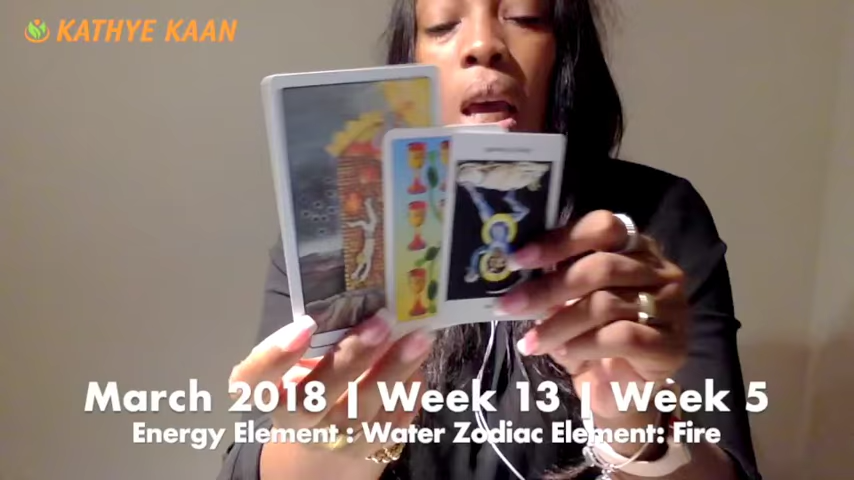 KATHYE KAAN
March 2018 | Week 13 | Week 5
Energy Element : Water Zodiac Element: Fire